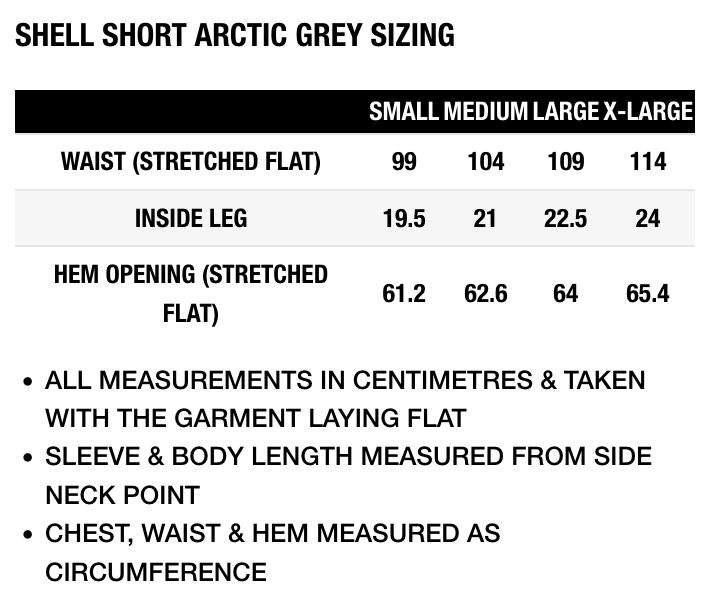 SHELL SHORT ARCTIC GREY SIZING
SMALL MEDIUM LARGE X-LARGE
WAIST (STRETCHED FLAT) 99 104 109 114
INSIDE LEG 19.5 21 22.5 24
HEM OPENING (STRETCHED
FLAT) 61.2 62.6 64 65.4
• ALL MEASUREMENTS IN CENTIMETRES & TAKEN
WITH THE GARMENT LAYING FLAT
• SLEEVE & BODY LENGTH MEASURED FROM SIDE
NECK POINT
• CHEST, WAIST & HEM MEASURED AS
CIRCUMFERENCE